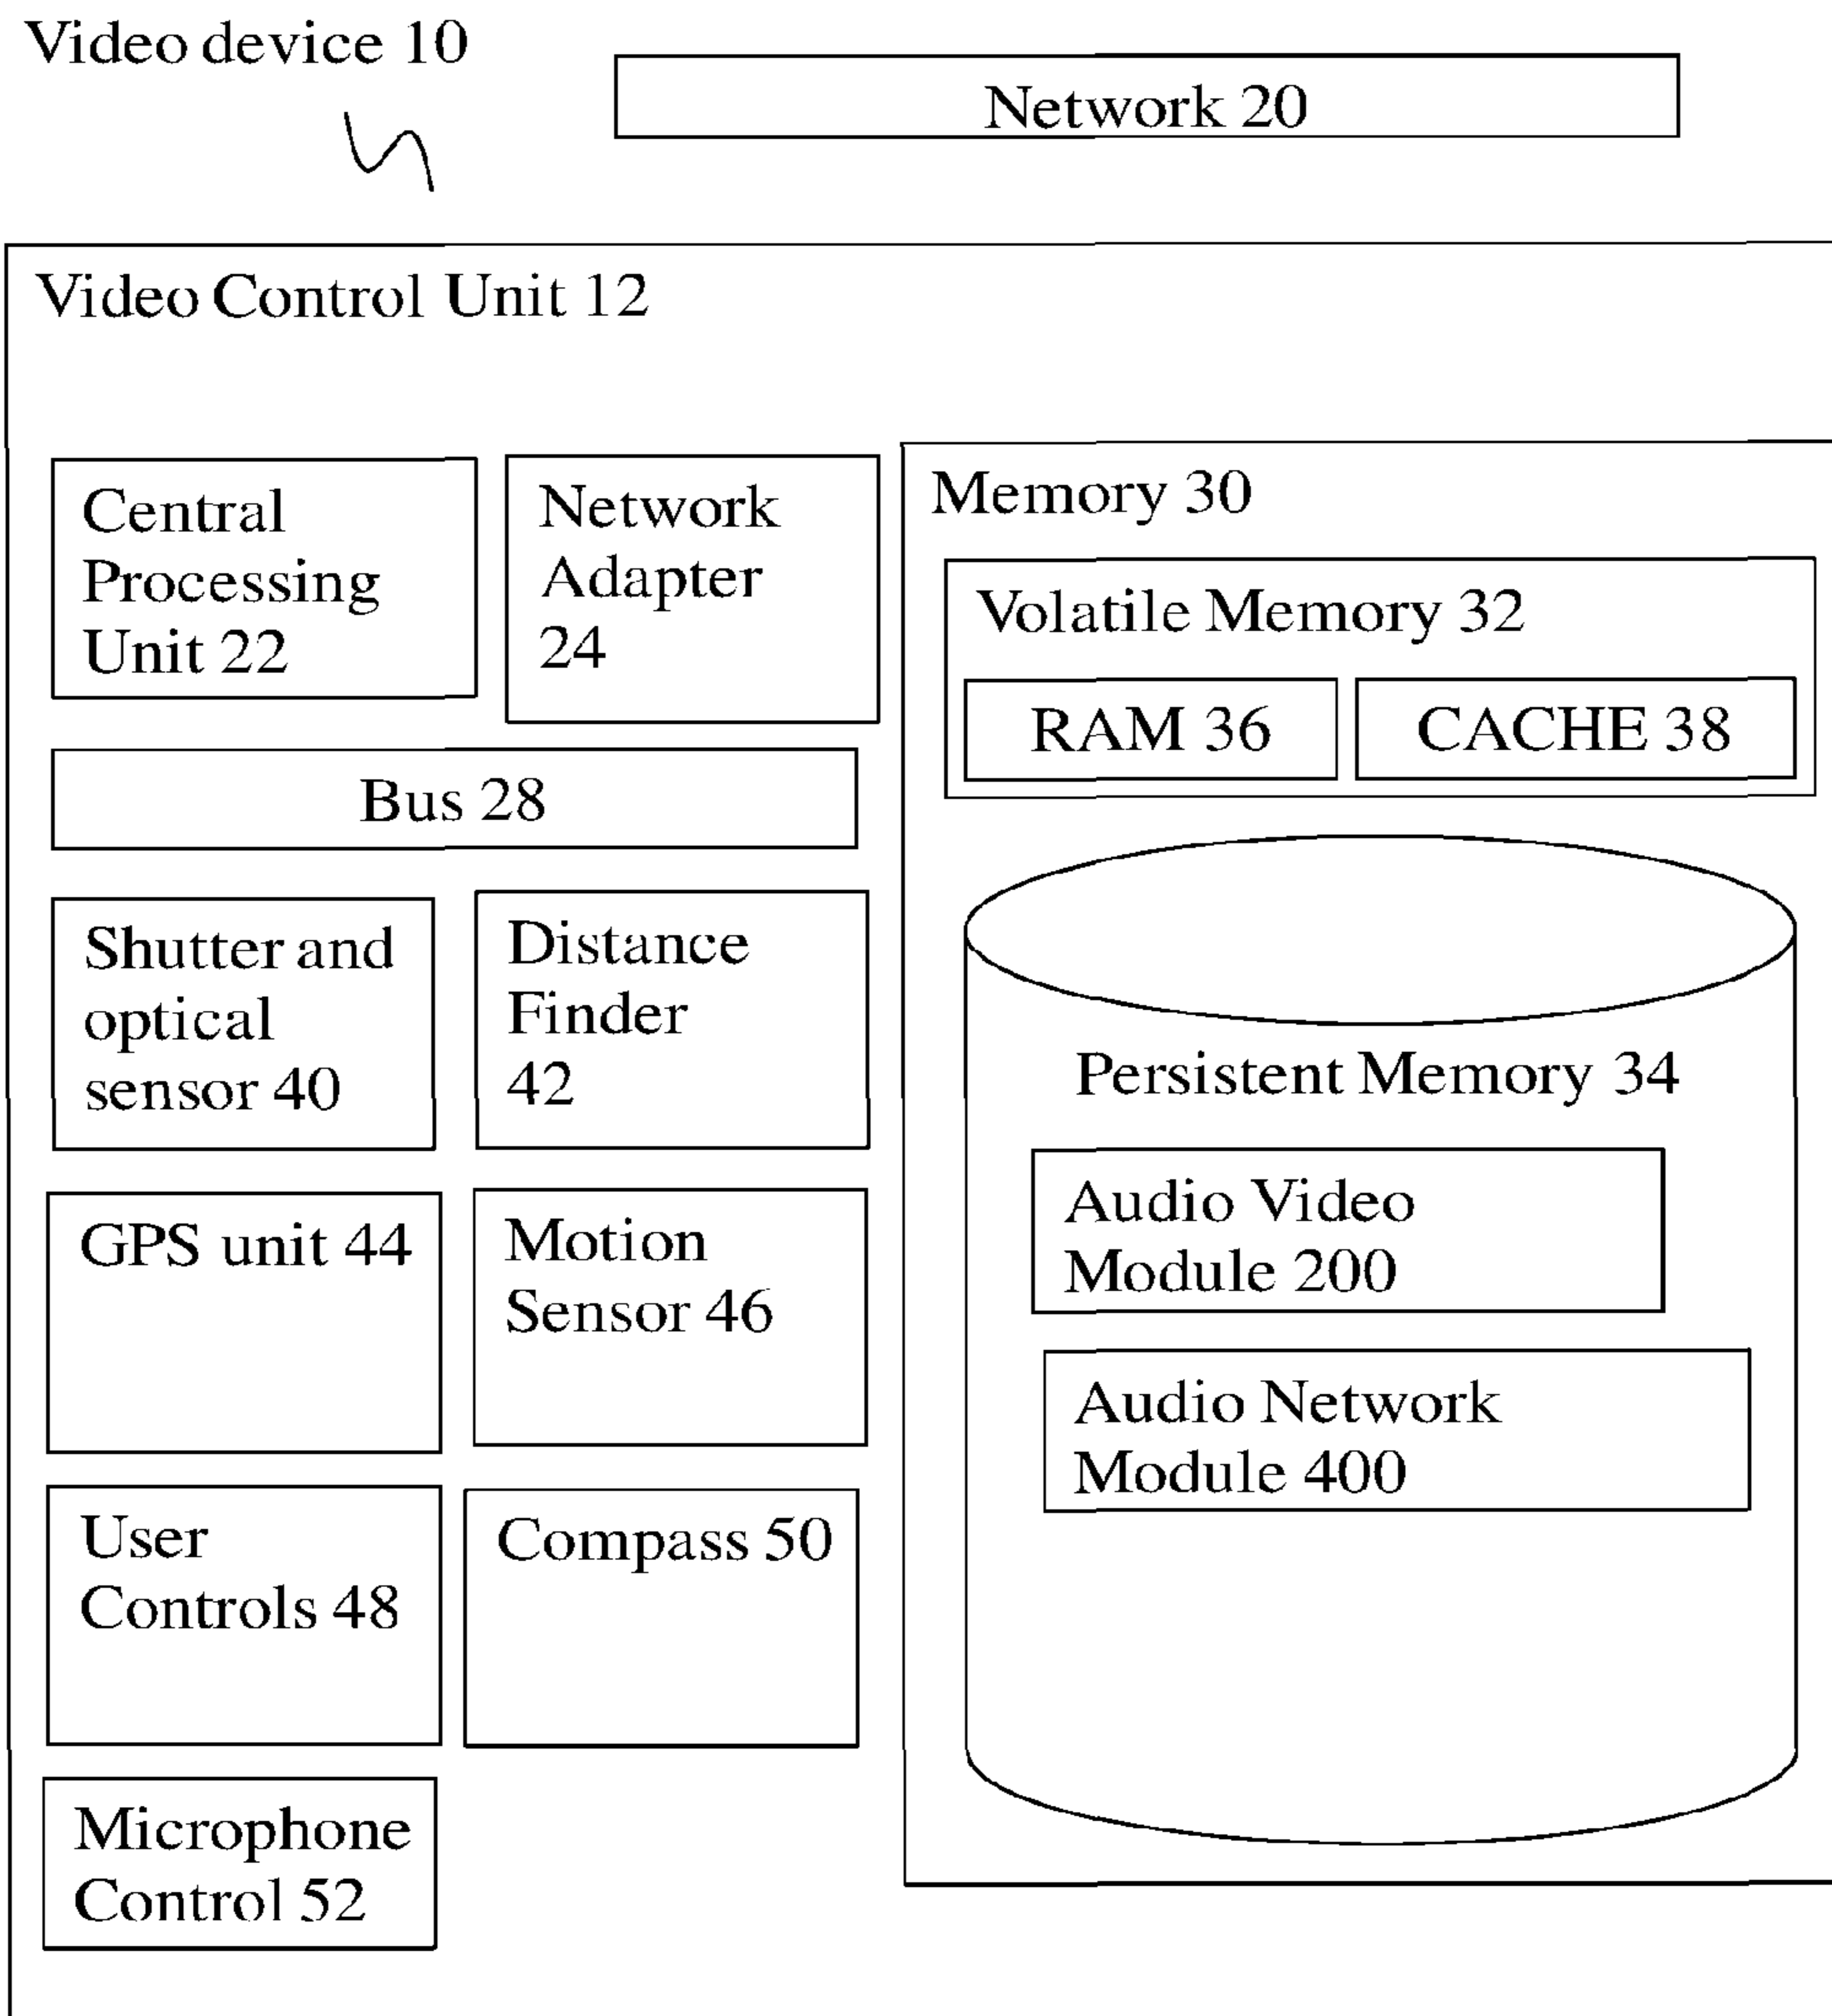 Video device 10
Network 20
Video Control Unit 12
Central
Processing
Unit 22
Network
Adapter
24
Bus 28
Shutter and
optical
sensor 40
Distance
Finder
42
GPS unit 44
Motion
Sensor 46
User
Controls 48
Compass 50
Microphone
Control 52
Memory 30
Volatile Memory 32
RAM 36
CACHE 38
Persistent Memory 34
Audio Video
Module 200
Audio Network
Module 400